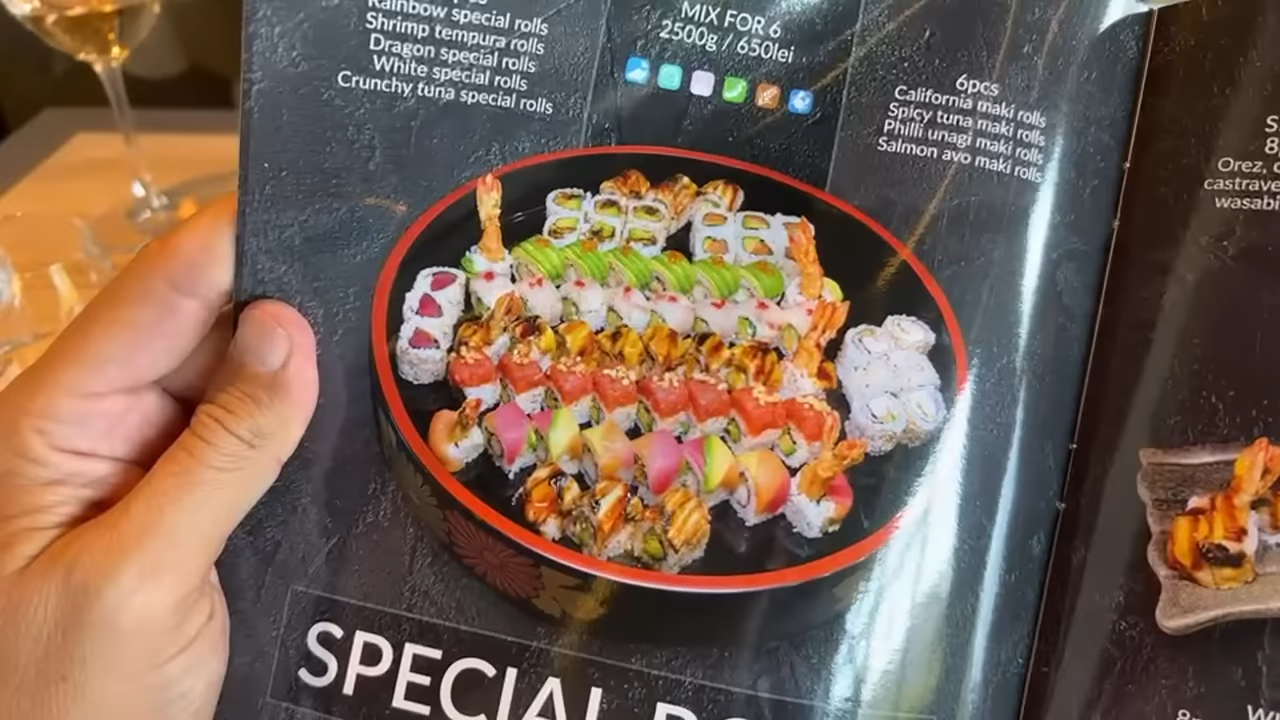 Rainbow special rolls
Shrimp tempura rolls
Dragon special rolls
White special rolls
Crunchy tuna special rolls
MIX FOR 6
2500g / 650lei
6pcs
California maki rolls
Spicy tuna maki rolls
Philli unagi maki rolls
Salmon avo maki rolls
SPECIAL
Orez,